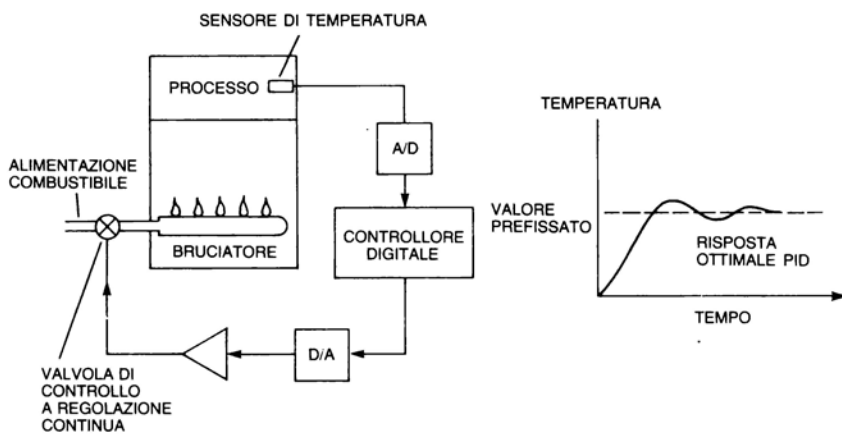 SENSORE DI
TEMPERATURA
PROCESSO
A/D
ALIMENTAZIONE
COMBUSTIBILE
BRUCIATORE
CONTROLLORE
DIGITALE
D/A
VALVOLA DI
CONTROLLO
A REGOLAZIONE
CONTINUA
TEMPERATURA
VALORE
PREFISSATO
RISPOSTA
OTTIMALE PID
TEMPO